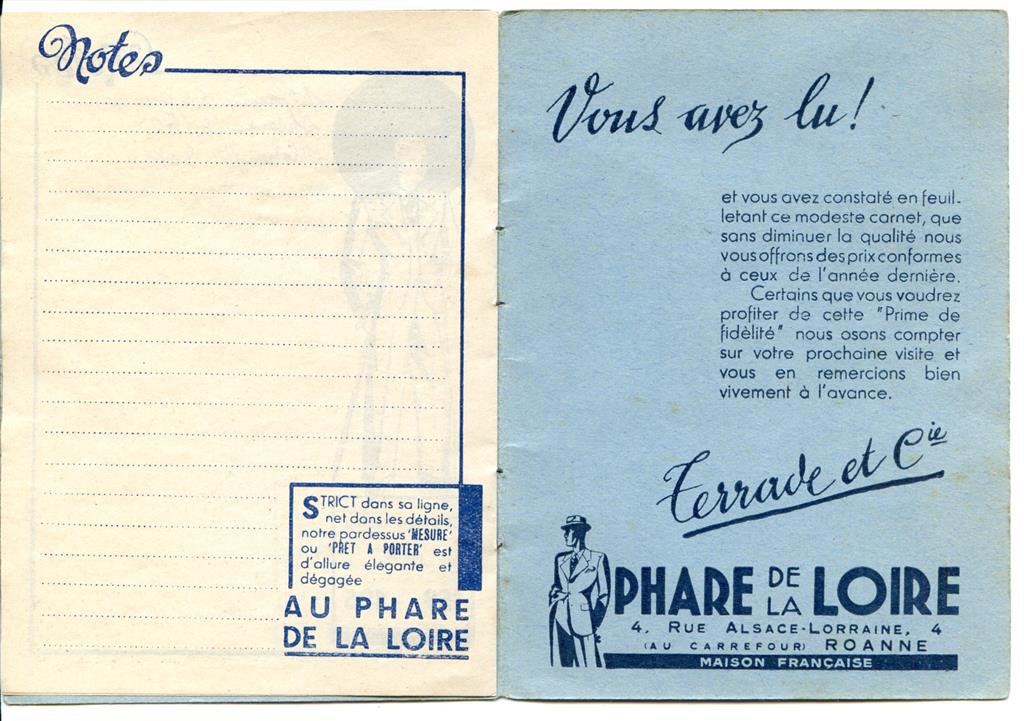 Notes
STRICT dans sa ligne,
net dans les détails,
notre pardessus 'MESURE'
ou 'PRÊT A PORTER' est
d'allure élegante et
dégagée
AU PHARE
DE LA LOIRE
Vous avez lu!
et vous avez constaté en feuil-
letant ce modeste carnet, que
sans diminuer la qualité nous
vous offrons des prix conformes
à ceux de l'année dernière.
Certains que vous voudrez
profiter de cette "Prime de
fidèlité" nous osons compter
sur votre prochaine visite et
vous en remercions bien
vivement à l'avance.
Terrade et Cie
PHARE DE LA LOIRE
4, RUE ALSACE-LORRAINE, 4
(AU CARREFOUR) ROANNE
MAISON FRANÇAISE